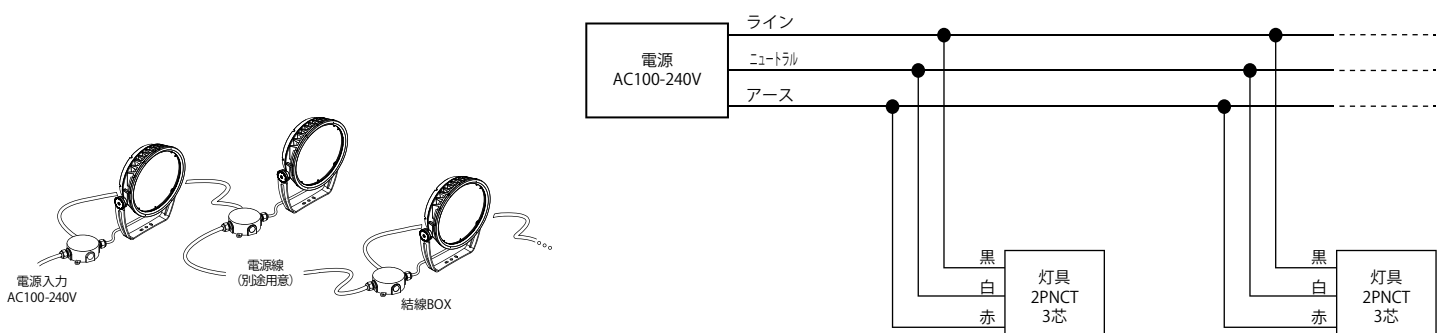 電源入力
AC100-240V
電源線
(別途用意)
結線BOX
電源
AC100-240V
ライン
ﾆｭｰﾄﾗﾙ
アース
黒
白
赤
灯具
2PNCT
3芯
黒
白
赤
灯具
2PNCT
3芯